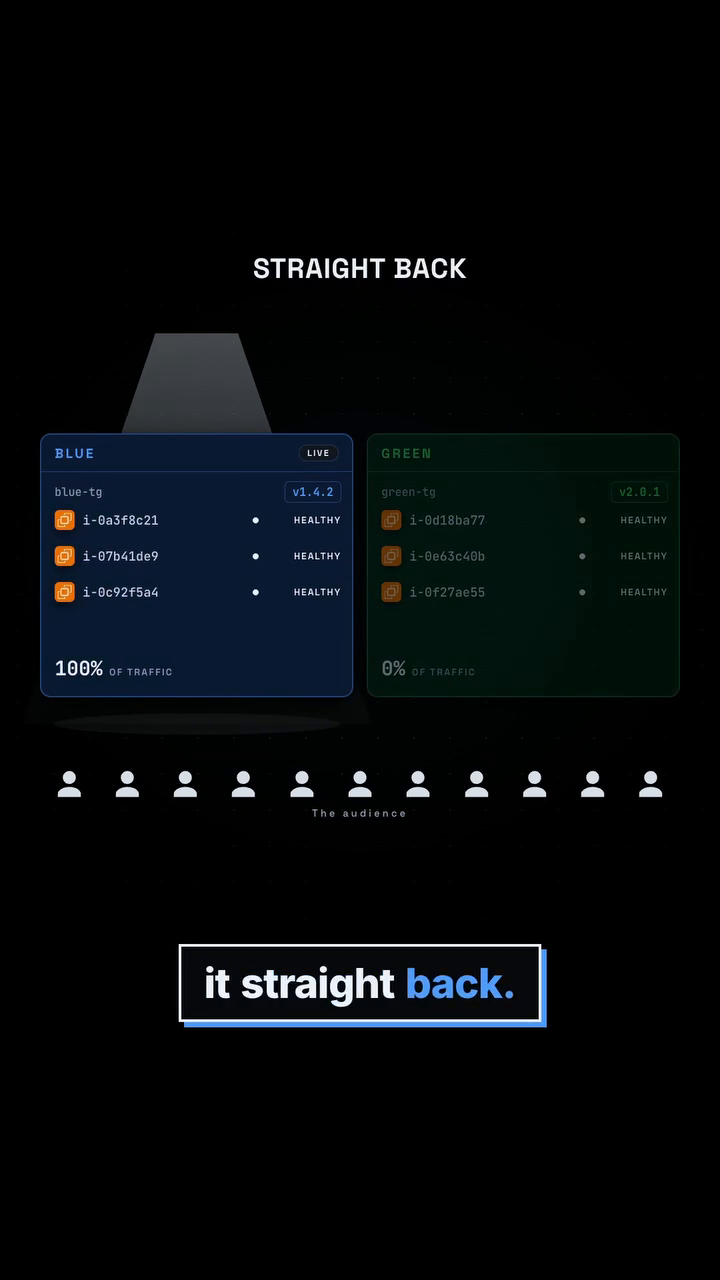 STRAIGHT BACK
BLUE LIVE
blue-tg v1.4.2
i-0a3f8c21 HEALTHY
i-07b41de9 HEALTHY
i-0c92f5a4 HEALTHY
100% OF TRAFFIC
GREEN
green-tg v2.0.1
i-0d18ba77 HEALTHY
i-0e63c40b HEALTHY
i-0f27ae55 HEALTHY
0% OF TRAFFIC
The audience
it straight back.